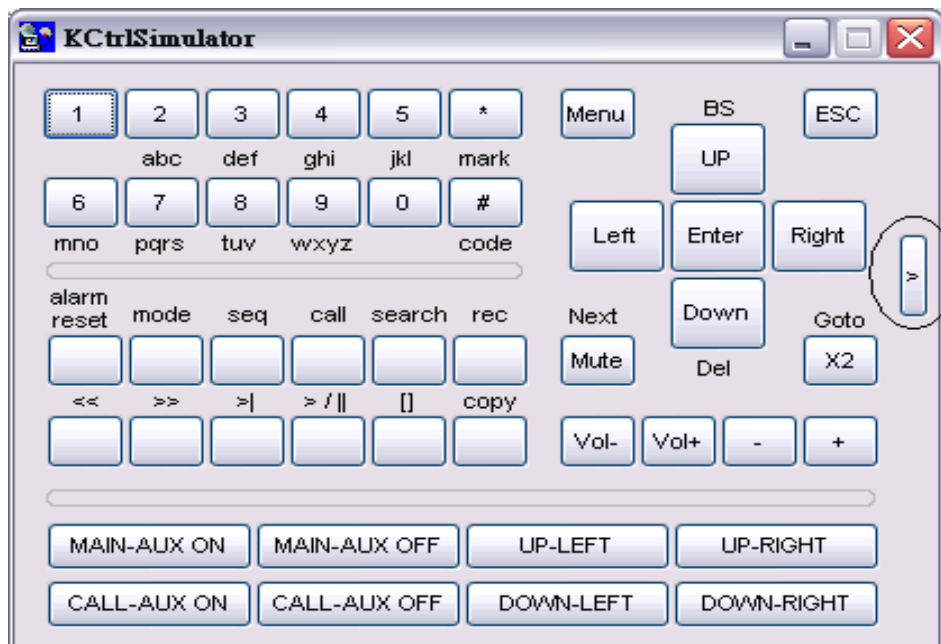 KCtrlSimulator
1 2 3 4 5 *
abc def ghi jkl mark
6 7 8 9 0 #
mno pqrs tuv wxyz code
Menu BS ESC
UP
Left Enter Right
>
Down
Next Goto
Mute X2
Del
alarm
reset mode seq call search rec
<< >> >| > / || [] copy
Vol- Vol+ - +
MAIN-AUX ON MAIN-AUX OFF UP-LEFT UP-RIGHT
CALL-AUX ON CALL-AUX OFF DOWN-LEFT DOWN-RIGHT